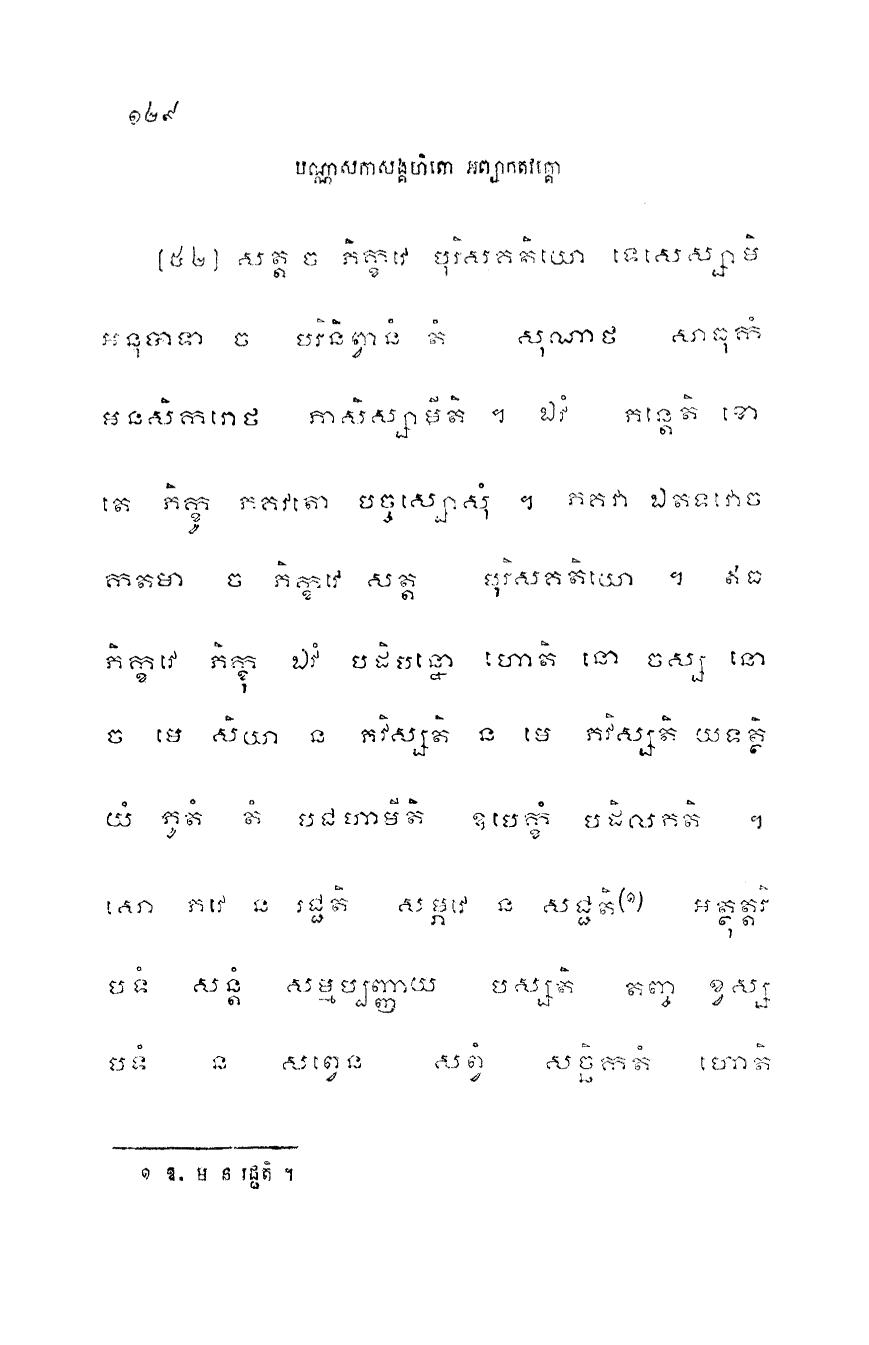 ១២៩
បណ្ណាសកាសង្គហិតោ អព្យាកតវគ្គោ
[៥២] សត្ត ច ភិក្ខវេ បុរិសគតិយោ ទេសេស្សាមិ
អនុបាទា ច បរិនិព្វានំ តំ សុណាថ សាធុកំ
មនសិករោថ ភាសិស្សាមីតិ ។ ឯវំ ភន្តេតិ ខោ
តេ ភិក្ខូ ភគវតោ បច្ចស្សោសុំ ។ ភគវា ឯតទវោច
កតមា ច ភិក្ខវេ សត្ត បុរិសគតិយោ ។ ឥធ
ភិក្ខវេ ភិក្ខុ ឯវំ បដិបន្នោ ហោតិ នោ ចស្ស នោ
ច មេ សិយា ន ភវិស្សតិ ន មេ ភវិស្សតិ យទត្ថិ
យំ ភូតំ តំ បជហាមីតិ ឧបេក្ខំ បដិលភតិ ។
សោ ភវេ ន រជ្ជតិ សម្ភវេ ន សជ្ជតិ(១) អត្ថុត្តរិ
បទំ សន្តំ សម្មប្បញ្ញាយ បស្សតិ តញ្ច ខ្វស្ស
បទំ ន សព្វេន សព្វំ សច្ឆិកតំ ហោតិ
១ ឱ. ម ន រជ្ជតិ ។